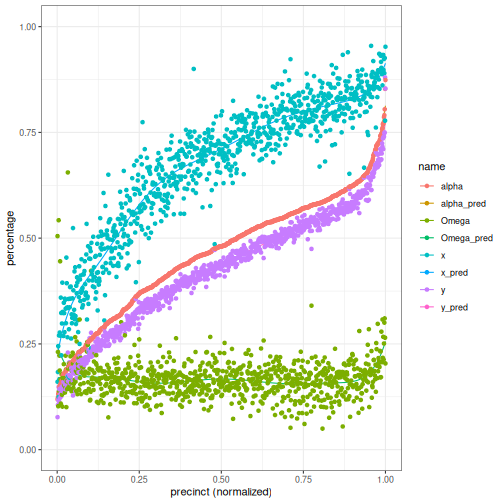 1.00
0.75
0.50
0.25
0.00
percentage
0.00
0.25
0.50
0.75
1.00
precinct (normalized)
name
alpha
alpha_pred
Omega
Omega_pred
x
x_pred
y
y_pred